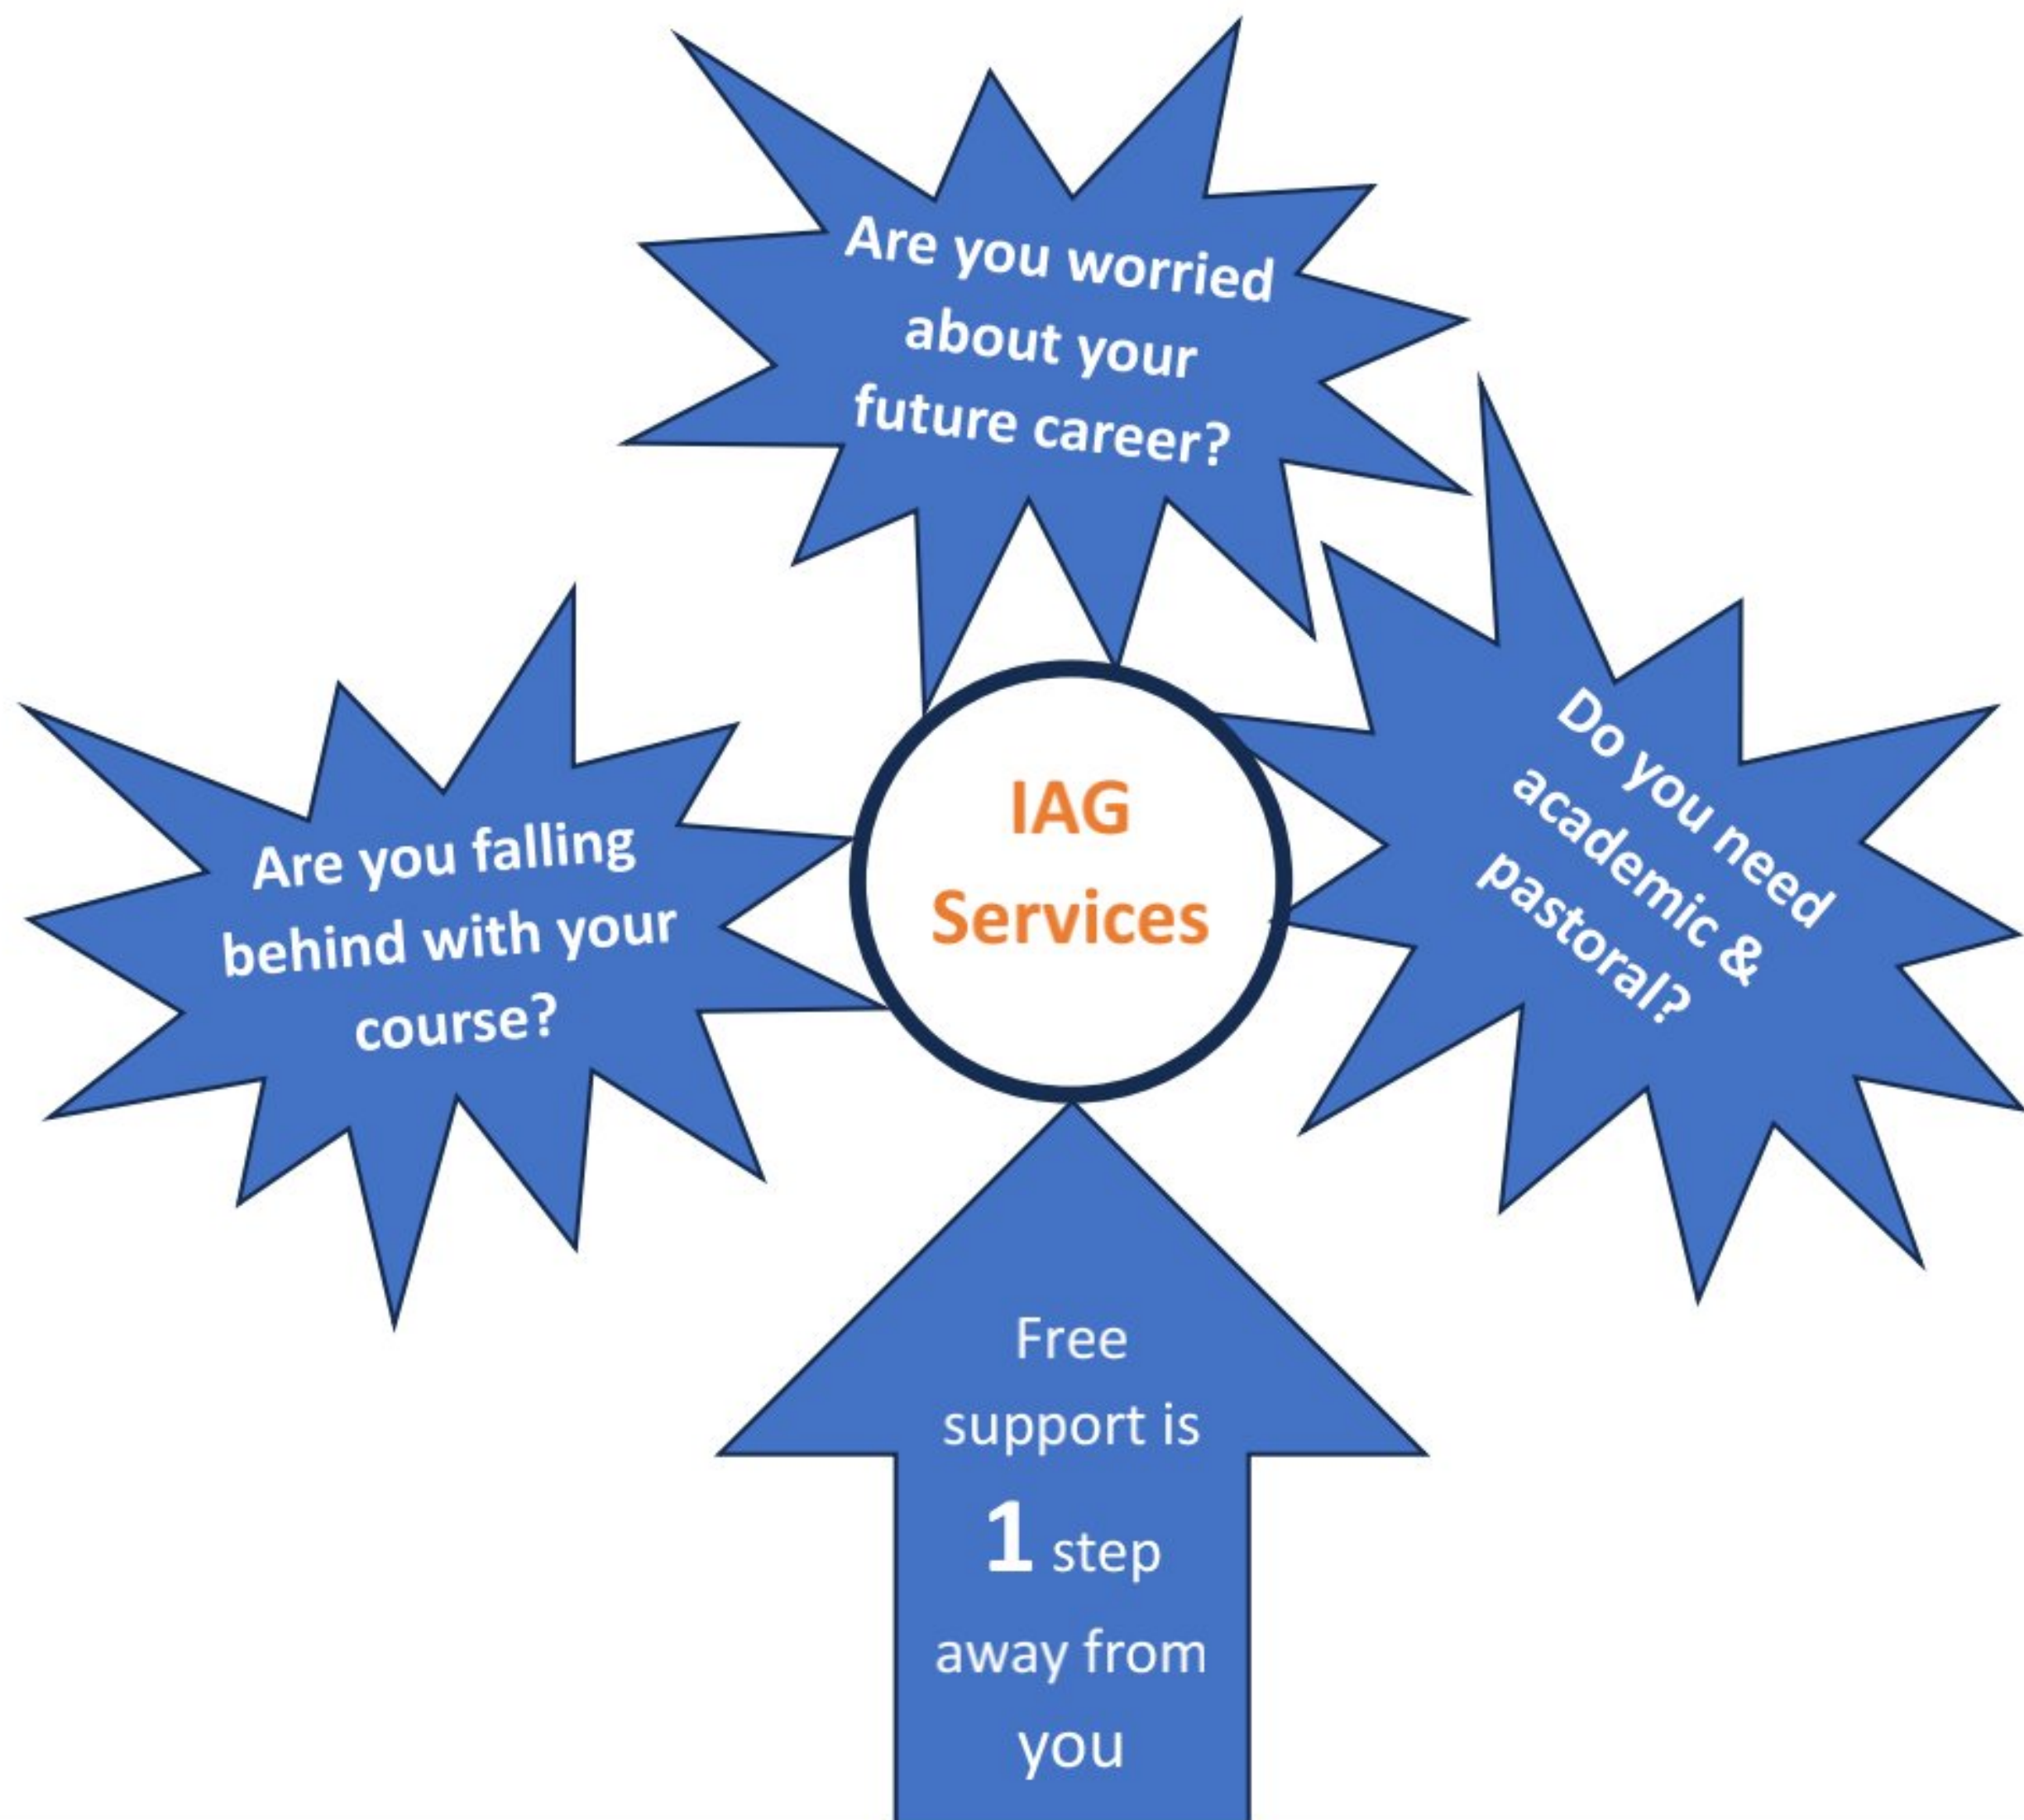 Are you worried
about your
future career?
Are you falling
behind with your
course?
IAG
Services
Do you need
academic &
pastoral?
Free
support is
1 step
away from
you